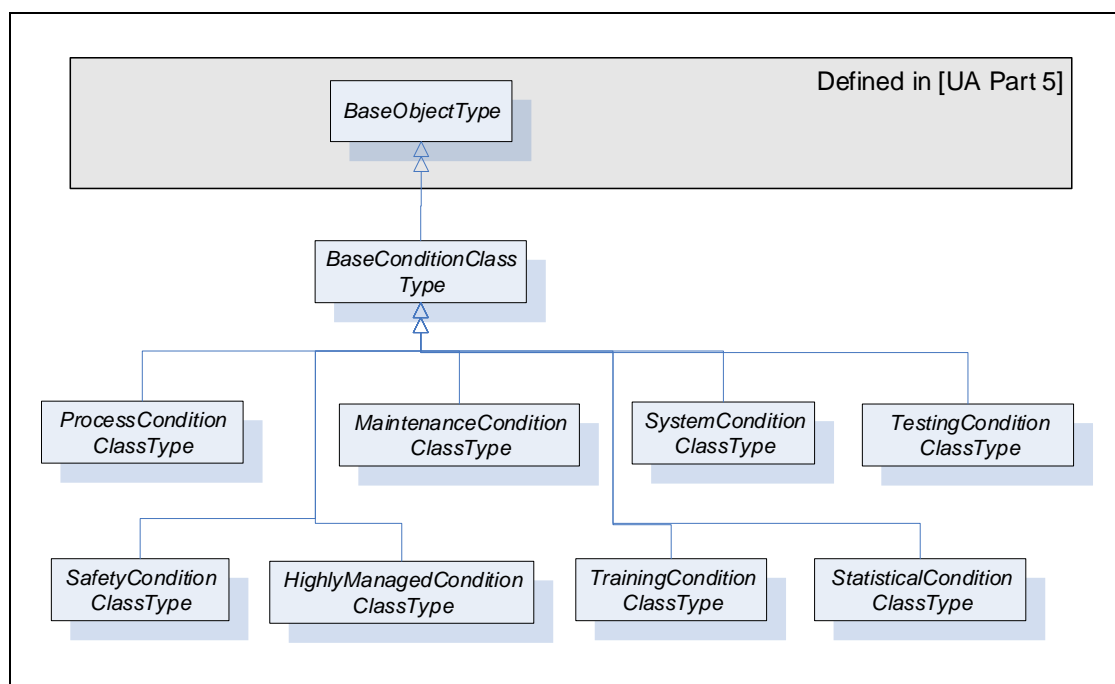 Defined in [UA Part 5]
BaseObjectType
BaseConditionClass
Type
ProcessCondition
ClassType
MaintenanceCondition
ClassType
SystemCondition
ClassType
TestingCondition
ClassType
SafetyCondition
ClassType
HighlyManagedCondition
ClassType
TrainingCondition
ClassType
StatisticalCondition
ClassType